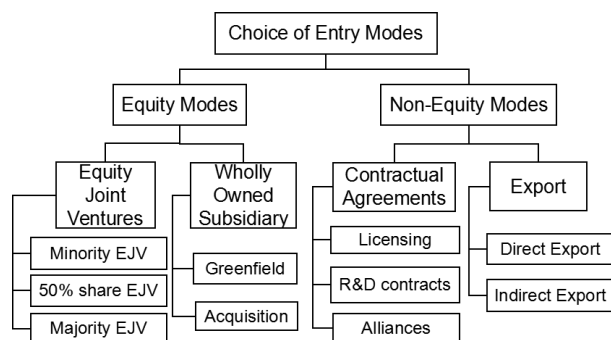 Choice of Entry Modes
Equity Modes
Non-Equity Modes
Equity
Joint
Ventures
Wholly
Owned
Subsidiary
Contractual
Agreements
Export
Minority EJV
50% share EJV
Majority EJV
Greenfield
Acquisition
Licensing
R&D contracts
Alliances
Direct Export
Indirect Export